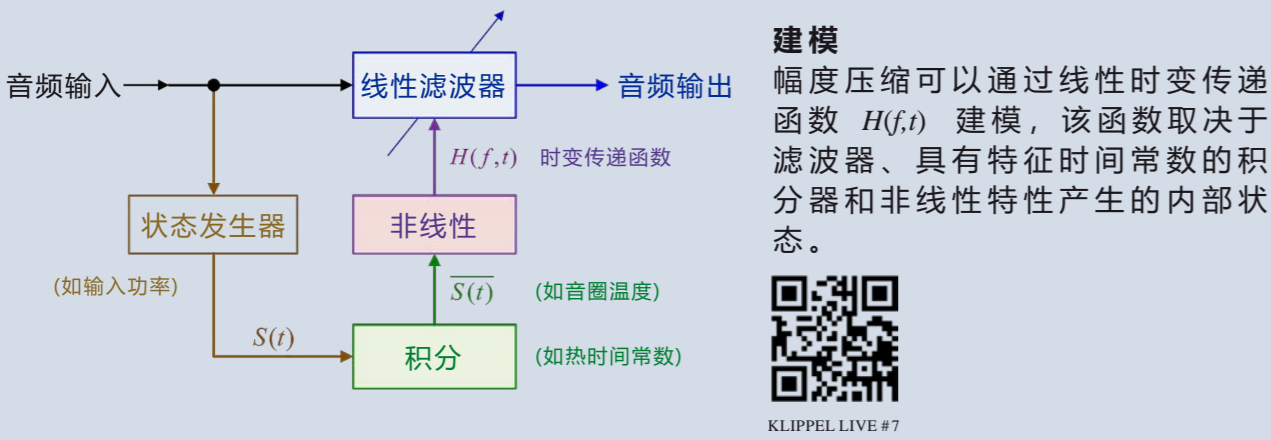 音频输入
线性滤波器
音频输出
H(f,t) 时变传递函数
状态发生器
非线性
(如输入功率)
S(t)
(如音圈温度)
S(t)
积分
(如热时间常数)
建模
幅度压缩可以通过线性时变传递
函数 H(f,t) 建模，该函数取决于
滤波器、具有特征时间常数的积
分器和非线性特性产生的内部状
态。
KLIPPEL LIVE #7